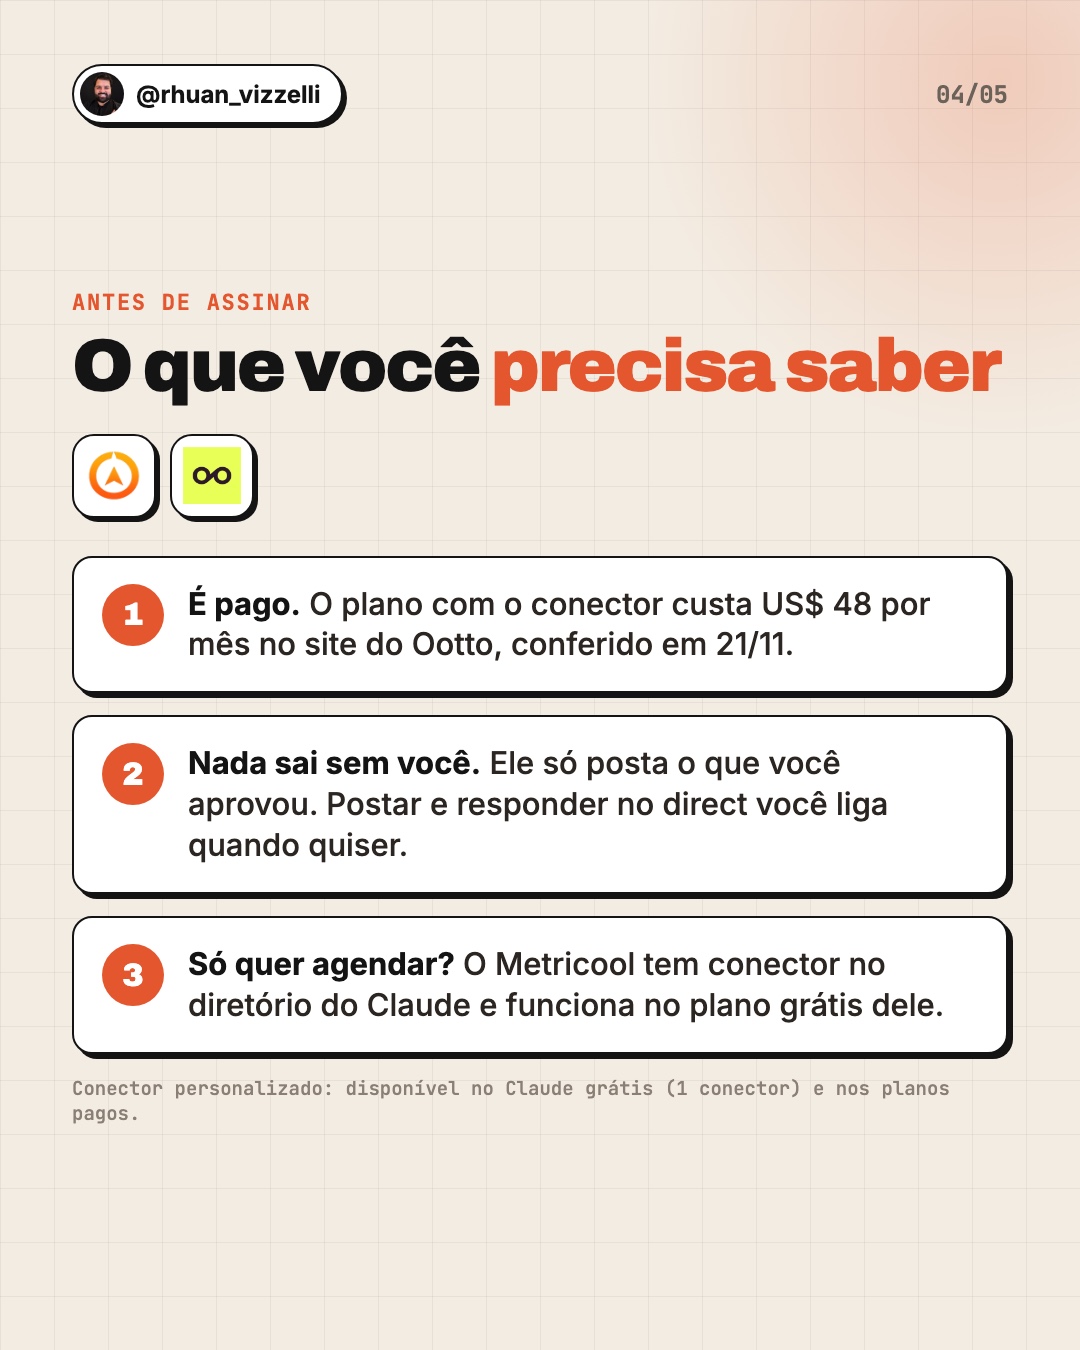 @rhuan_vizzelli
04/05
ANTES DE ASSINAR
O que você precisa saber
1
É pago. O plano com o conector custa US$ 48 por
mês no site do Ootto, conferido em 21/11.
2
Nada sai sem você. Ele só posta o que você
aprovou. Postar e responder no direct você liga
quando quiser.
3
Só quer agendar? O Metricool tem conector no
diretório do Claude e funciona no plano grátis dele.
Conector personalizado: disponível no Claude grátis (1 conector) e nos planos
pagos.